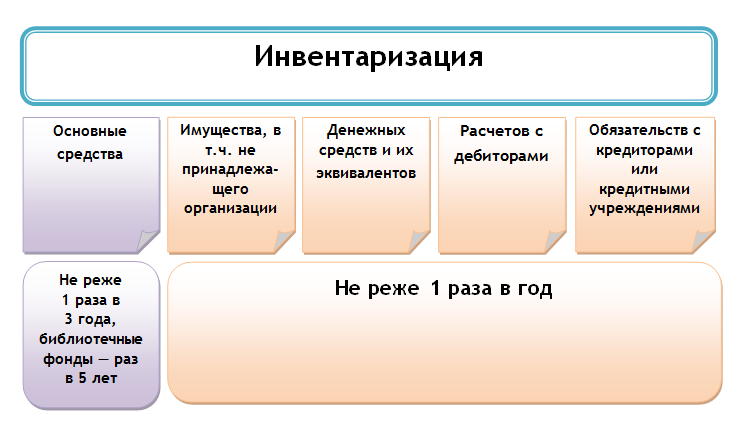 Инвентаризация
Основные
средства
Имущества, в
т.ч. не
принадлежа-
щего
организации
Денежных
средств и их
эквивалентов
Расчетов с
дебиторами
Обязательств с
кредиторами
или
кредитными
учреждениями
Не реже
1 раза в
3 года,
библиотечные
фонды — раз
в 5 лет
Не реже 1 раза в год